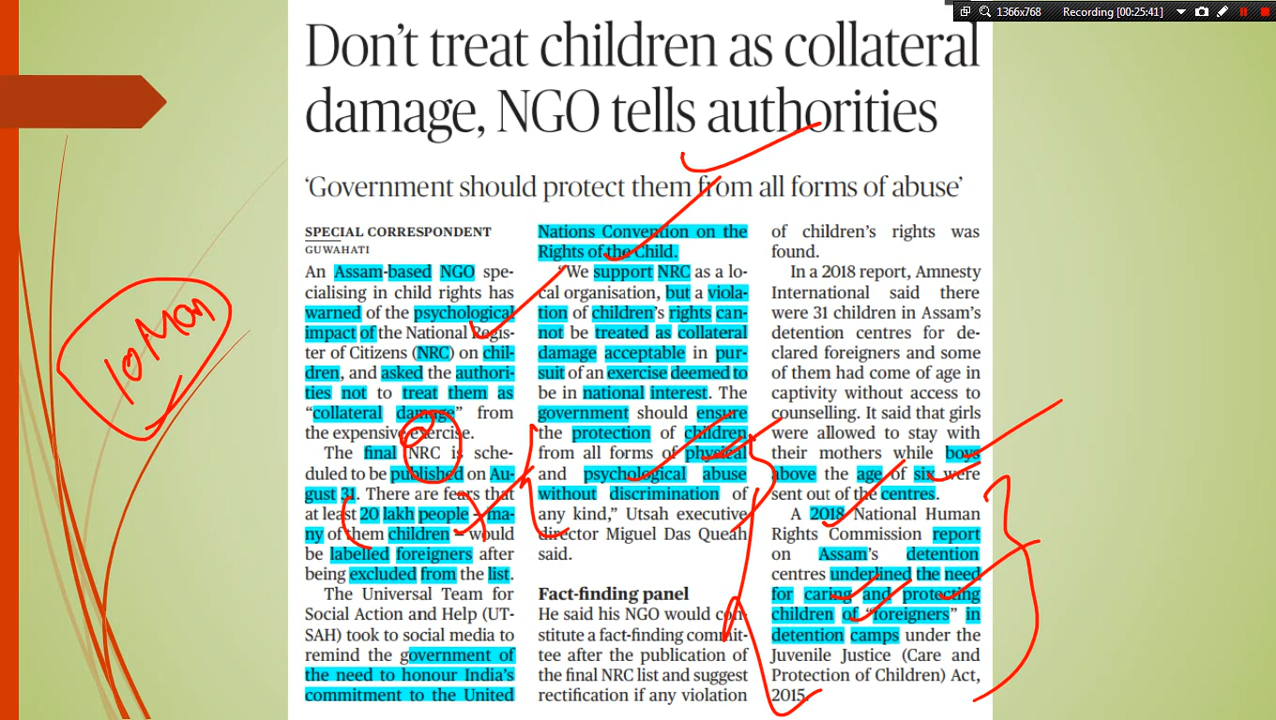 1366x768 Recording [00:25:41]
Don't treat children as collateral
damage, NGO tells authorities
'Government should protect them from all forms of abuse'
SPECIAL CORRESPONDENT
GUWAHATI
An Assam-based NGO spe-
cialising in child rights has
warned of the psychological
impact of the National Regis-
ter of Citizens (NRC) on chil-
dren, and asked the authori-
ties not to treat them as
“collateral damage” from
the expensive exercise.
The final NRC is sche-
duled to be published on Au-
gust 31. There are fears that
at least 20 lakh people – ma-
ny of them children – would
be labelled foreigners after
being excluded from the list.
The Universal Team for
Social Action and Help (UT-
SAH) took to social media to
remind the government of
the need to honour India's
commitment to the United
Nations Convention on the
Rights of the Child.
“We support NRC as a lo-
cal organisation, but a viola-
tion of children's rights can-
not be treated as collateral
damage acceptable in pur-
suit of an exercise deemed to
be in national interest. The
government should ensure
the protection of children
from all forms of physical
and psychological abuse
without discrimination of
any kind,” Utsah executive
director Miguel Das Queah
said.
Fact-finding panel
He said his NGO would con-
stitute a fact-finding commit-
tee after the publication of
the final NRC list and suggest
rectification if any violation
of children's rights was
found.
In a 2018 report, Amnesty
International said there
were 31 children in Assam's
detention centres for de-
clared foreigners and some
of them had come of age in
captivity without access to
counselling. It said that girls
were allowed to stay with
their mothers while boys
above the age of six were
sent out of the centres.
A 2018 National Human
Rights Commission report
on Assam's detention
centres underlined the need
for caring and protecting
children of “foreigners” in
detention camps under the
Juvenile Justice (Care and
Protection of Children) Act,
2015.
10 Man